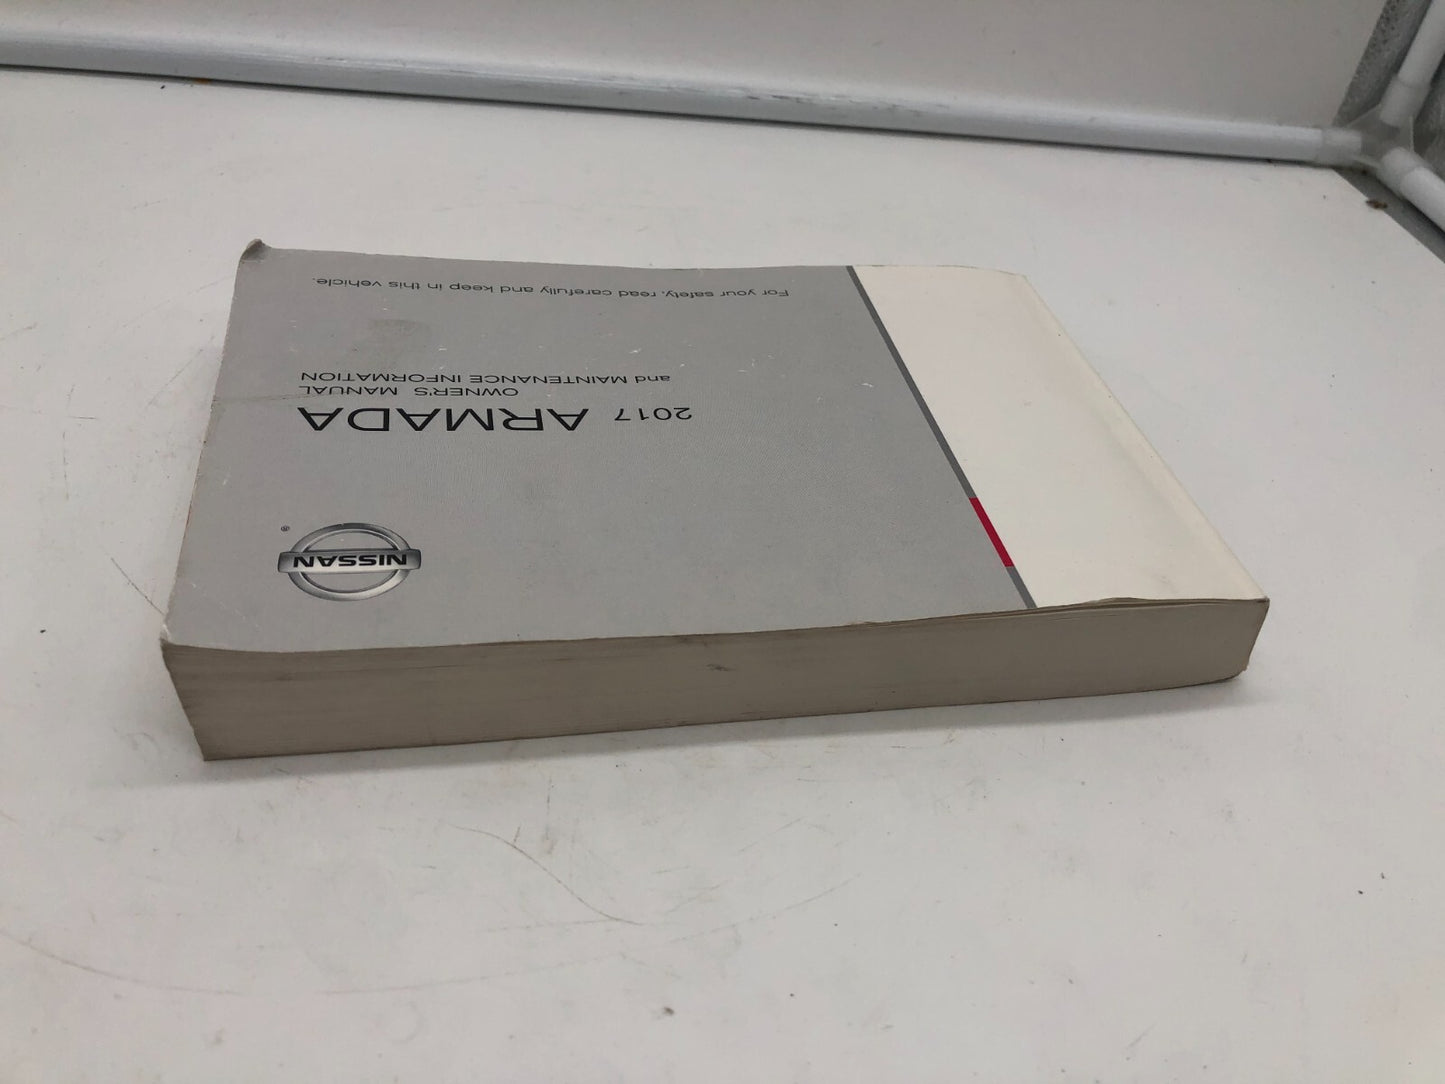 NISSAN
®
2017 ARMADA
OWNER'S MANUAL
and MAINTENANCE INFORMATION
For your safety, read carefully and keep in this vehicle.